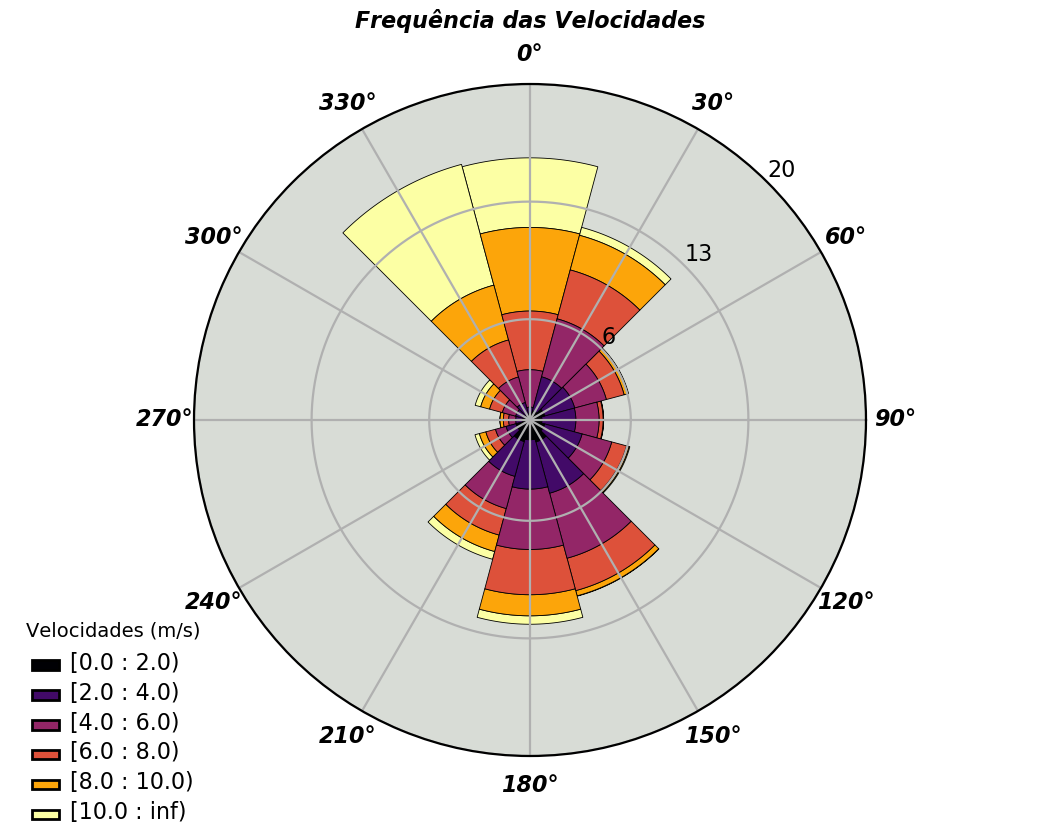 Frequência das Velocidades
0°
330°
30°
20
300°
60°
13
6
270°
90°
240°
120°
210°
150°
180°
Velocidades (m/s)
[0.0 : 2.0)
[2.0 : 4.0)
[4.0 : 6.0)
[6.0 : 8.0)
[8.0 : 10.0)
[10.0 : inf)